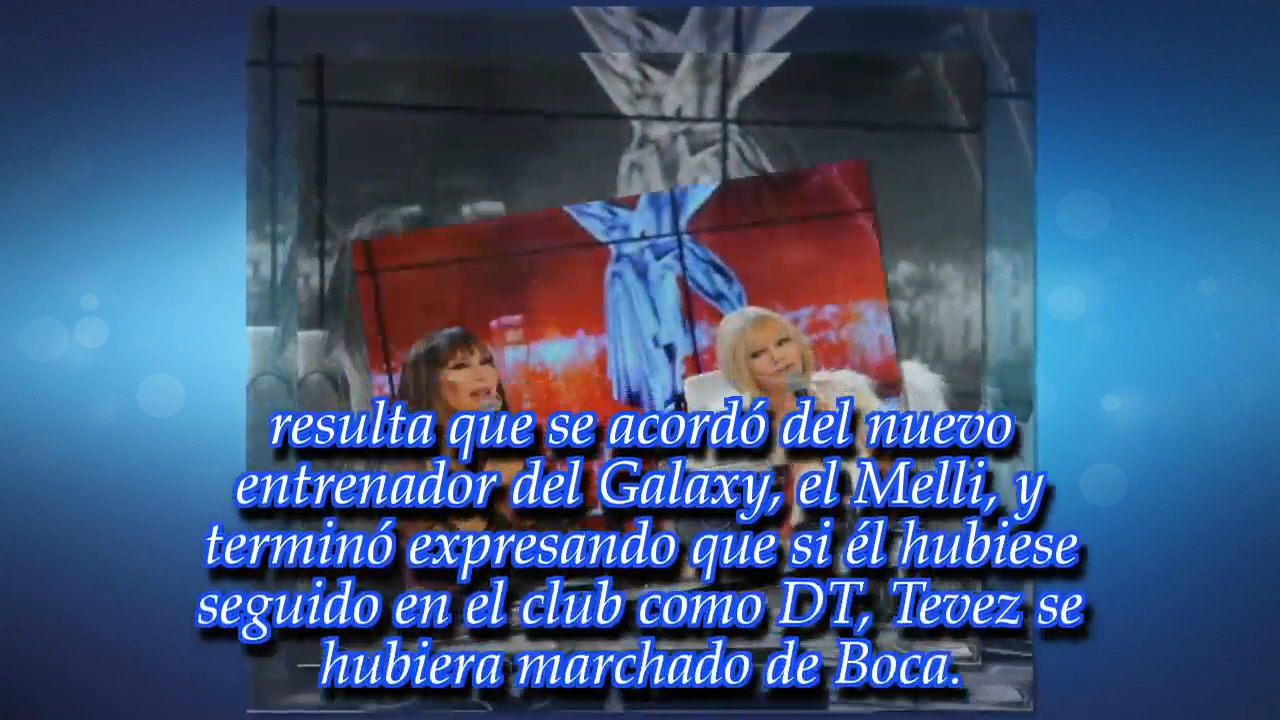 resulta que se acordó del nuevo
entrenador del Galaxy, el Melli, y
terminó expresando que si él hubiese
seguido en el club como DT, Tevez se
hubiera marchado de Boca.